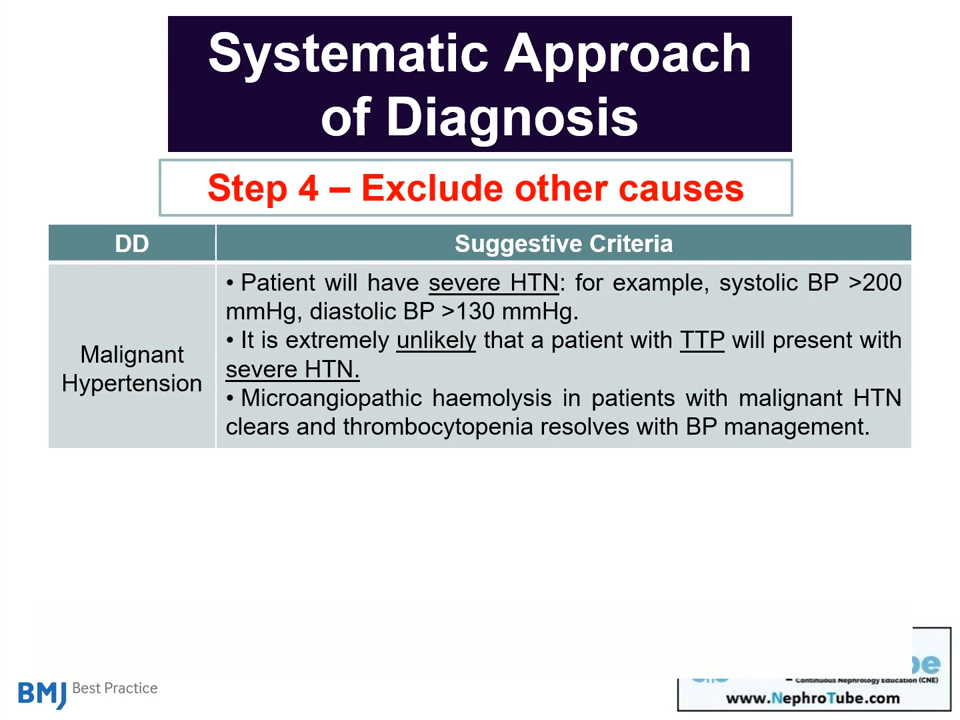 Systematic Approach
of Diagnosis
Step 4 – Exclude other causes
DD
Suggestive Criteria
Malignant
Hypertension
• Patient will have severe HTN: for example, systolic BP >200
mmHg, diastolic BP >130 mmHg.
• It is extremely unlikely that a patient with TTP will present with
severe HTN.
• Microangiopathic haemolysis in patients with malignant HTN
clears and thrombocytopenia resolves with BP management.
BMJ Best Practice
Continuous Nephrology Education (CNE)
www.NephroTube.com